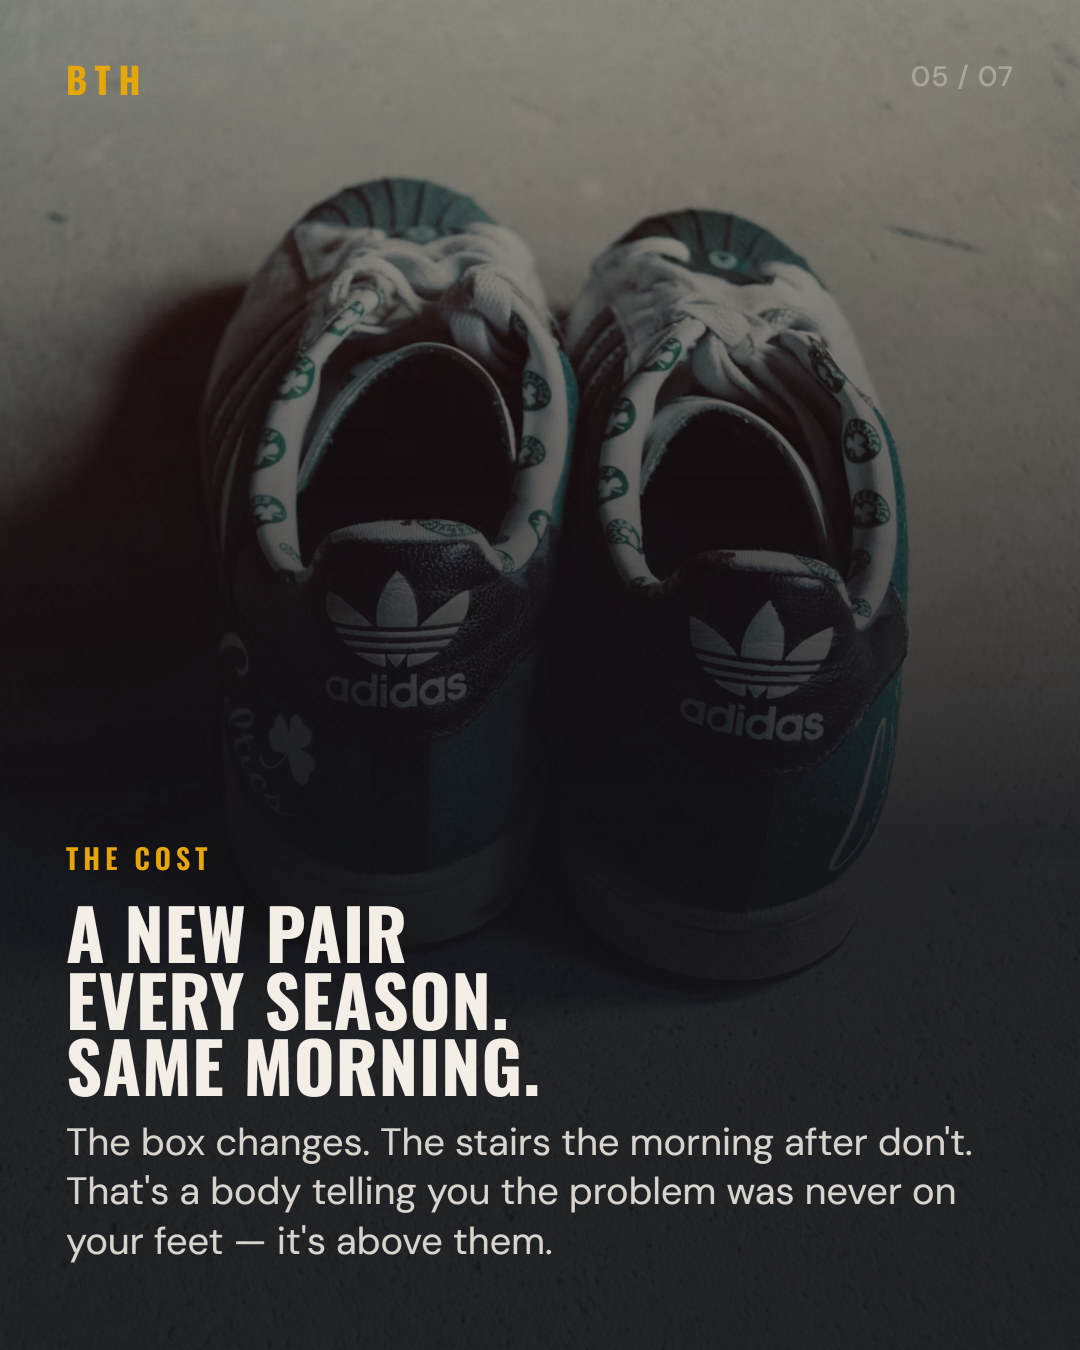 BTH
05 / 07
adidas
adidas
Celtics
THE COST
A NEW PAIR
EVERY SEASON.
SAME MORNING.
The box changes. The stairs the morning after don't.
That's a body telling you the problem was never on
your feet — it's above them.